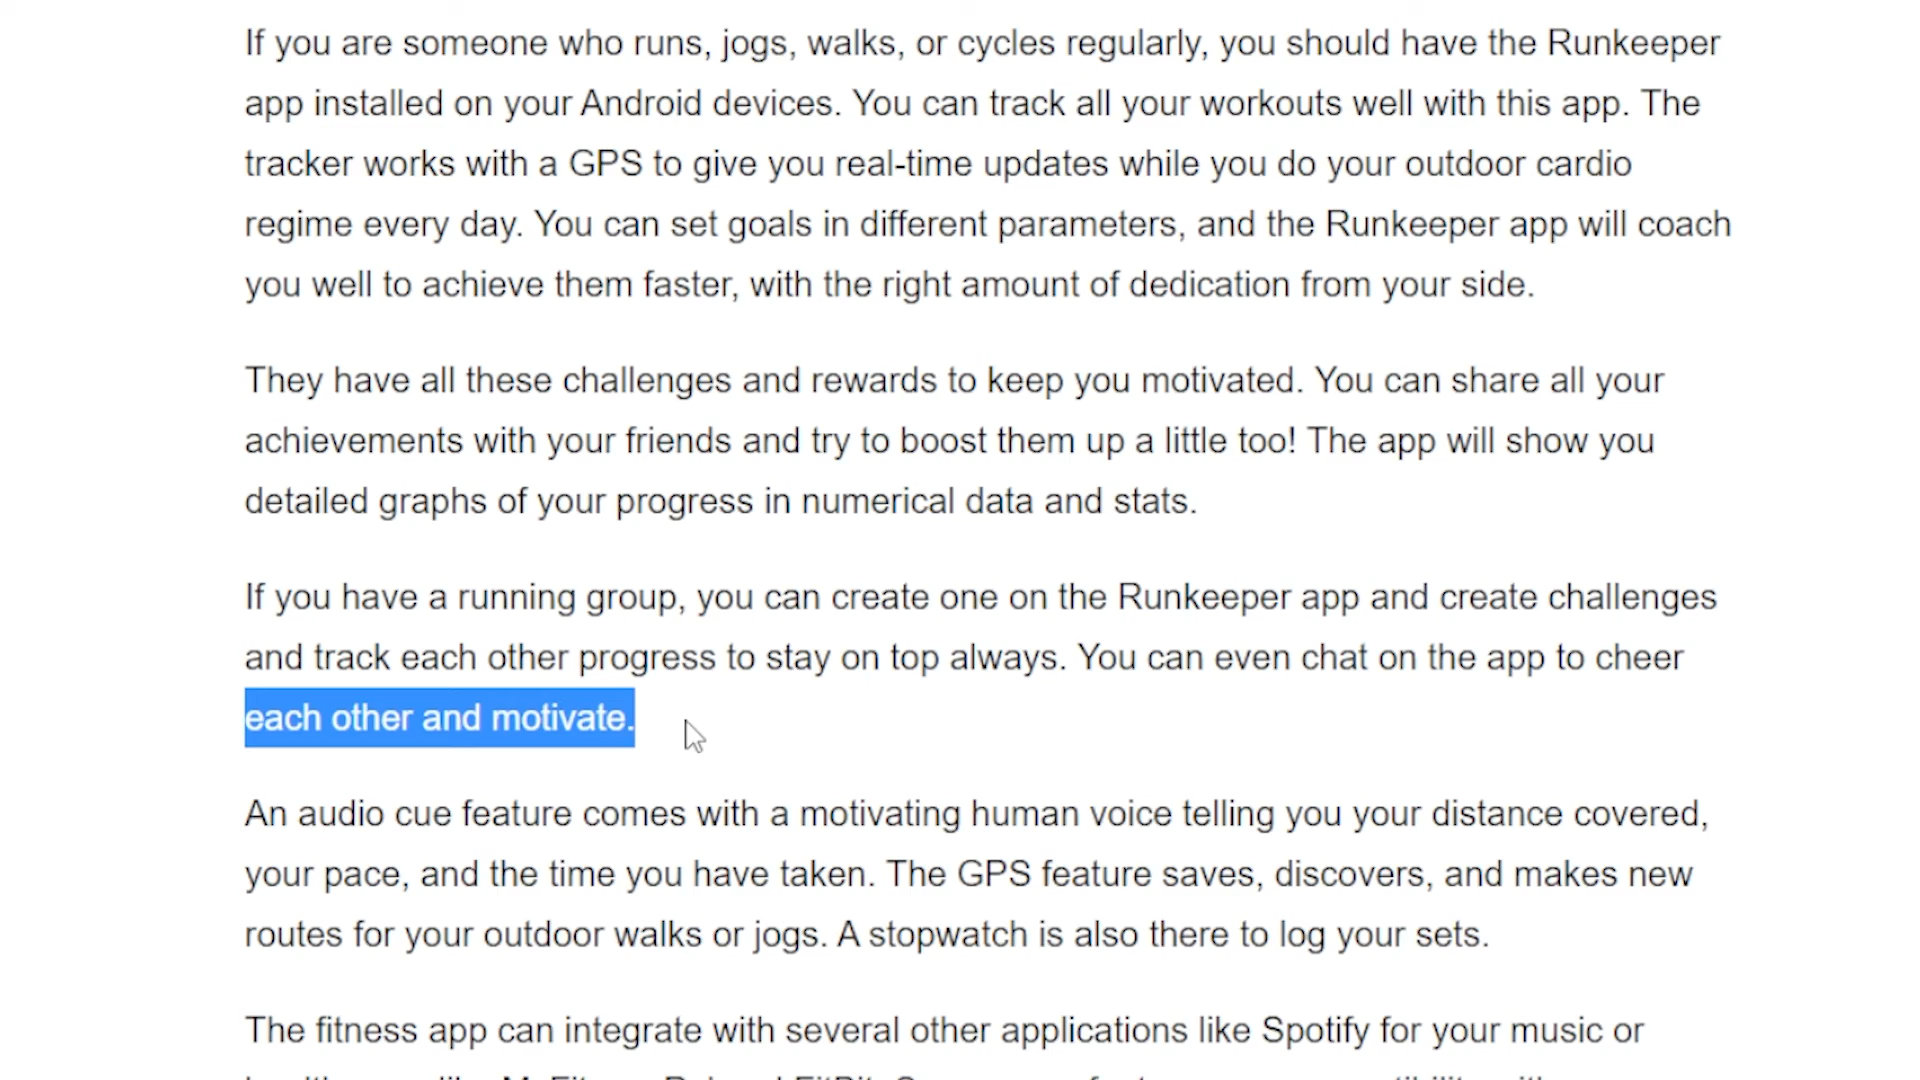 If you are someone who runs, jogs, walks, or cycles regularly, you should have the Runkeeper
app installed on your Android devices. You can track all your workouts well with this app. The
tracker works with a GPS to give you real-time updates while you do your outdoor cardio
regime every day. You can set goals in different parameters, and the Runkeeper app will coach
you well to achieve them faster, with the right amount of dedication from your side.
They have all these challenges and rewards to keep you motivated. You can share all your
achievements with your friends and try to boost them up a little too! The app will show you
detailed graphs of your progress in numerical data and stats.
If you have a running group, you can create one on the Runkeeper app and create challenges
and track each other progress to stay on top always. You can even chat on the app to cheer
each other and motivate.
An audio cue feature comes with a motivating human voice telling you your distance covered,
your pace, and the time you have taken. The GPS feature saves, discovers, and makes new
routes for your outdoor walks or jogs. A stopwatch is also there to log your sets.
The fitness app can integrate with several other applications like Spotify for your music or